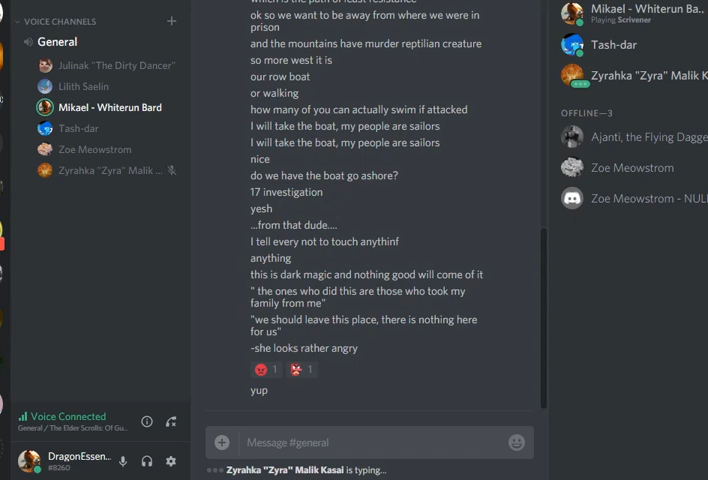 VOICE CHANNELS
General
Julinak "The Dirty Dancer"
Lilith Saelin
Mikael - Whiterun Bard
Tash-dar
Zoe Meowstrom
Zyrahka "Zyra" Malik ...
Voice Connected
General / The Elder Scrolls: Of Gu...
DragonEssen...
#8260
prison
and the mountains have murder reptilian creature
so more west it is
our row boat
or walking
how many of you can actually swim if attacked
I will take the boat, my people are sailors
I will take the boat, my people are sailors
nice
do we have the boat go ashore?
17 investigation
yesh
...from that dude....
I tell every not to touch anythinf
anything
this is dark magic and nothing good will come of it
" the ones who did this are those who took my
family from me"
"we should leave this place, there is nothing here
for us"
-she looks rather angry
1 1
yup
Message #general
Zyrahka "Zyra" Malik Kasai is typing...
ok so we want to be away from where we were in
which is the path of least resistance
Mikael - Whiterun Ba..
Playing Scrivener
Tash-dar
Zyrahka "Zyra" Malik K
OFFLINE—3
Ajanti, the Flying Dagge
Zoe Meowstrom
Zoe Meowstrom - NUL